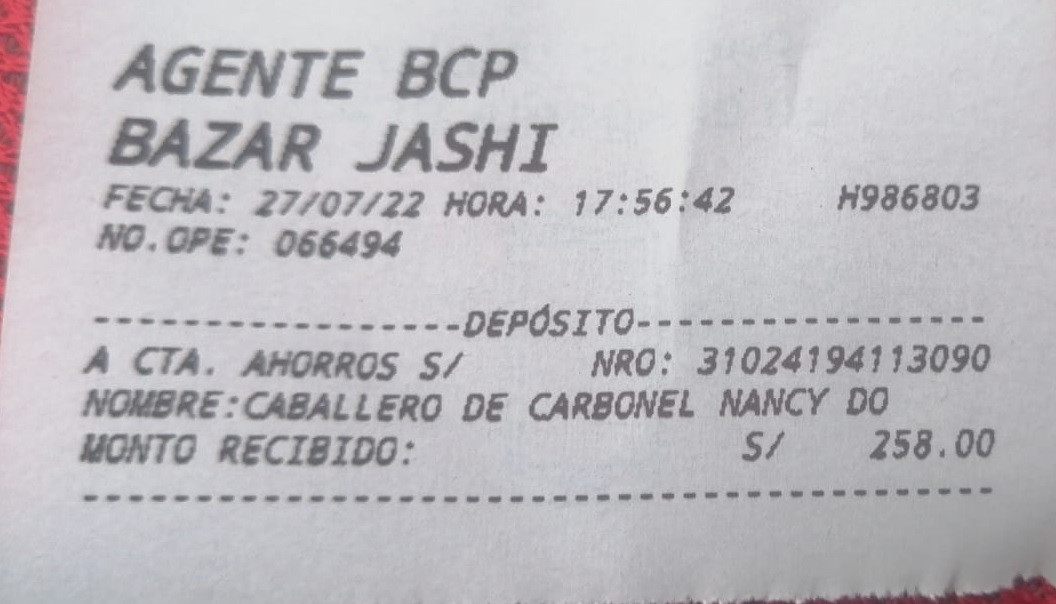 AGENTE BCP
BAZAR JASHI
FECHA: 27/07/22 HORA: 17:56:42 H986803
NO.OPE: 066494
-----------------DEPÓSITO-----------------
A CTA. AHORROS S/ NRO: 31024194113090
NOMBRE:CABALLERO DE CARBONEL NANCY DO
MONTO RECIBIDO: S/ 258.00
------------------------------------------